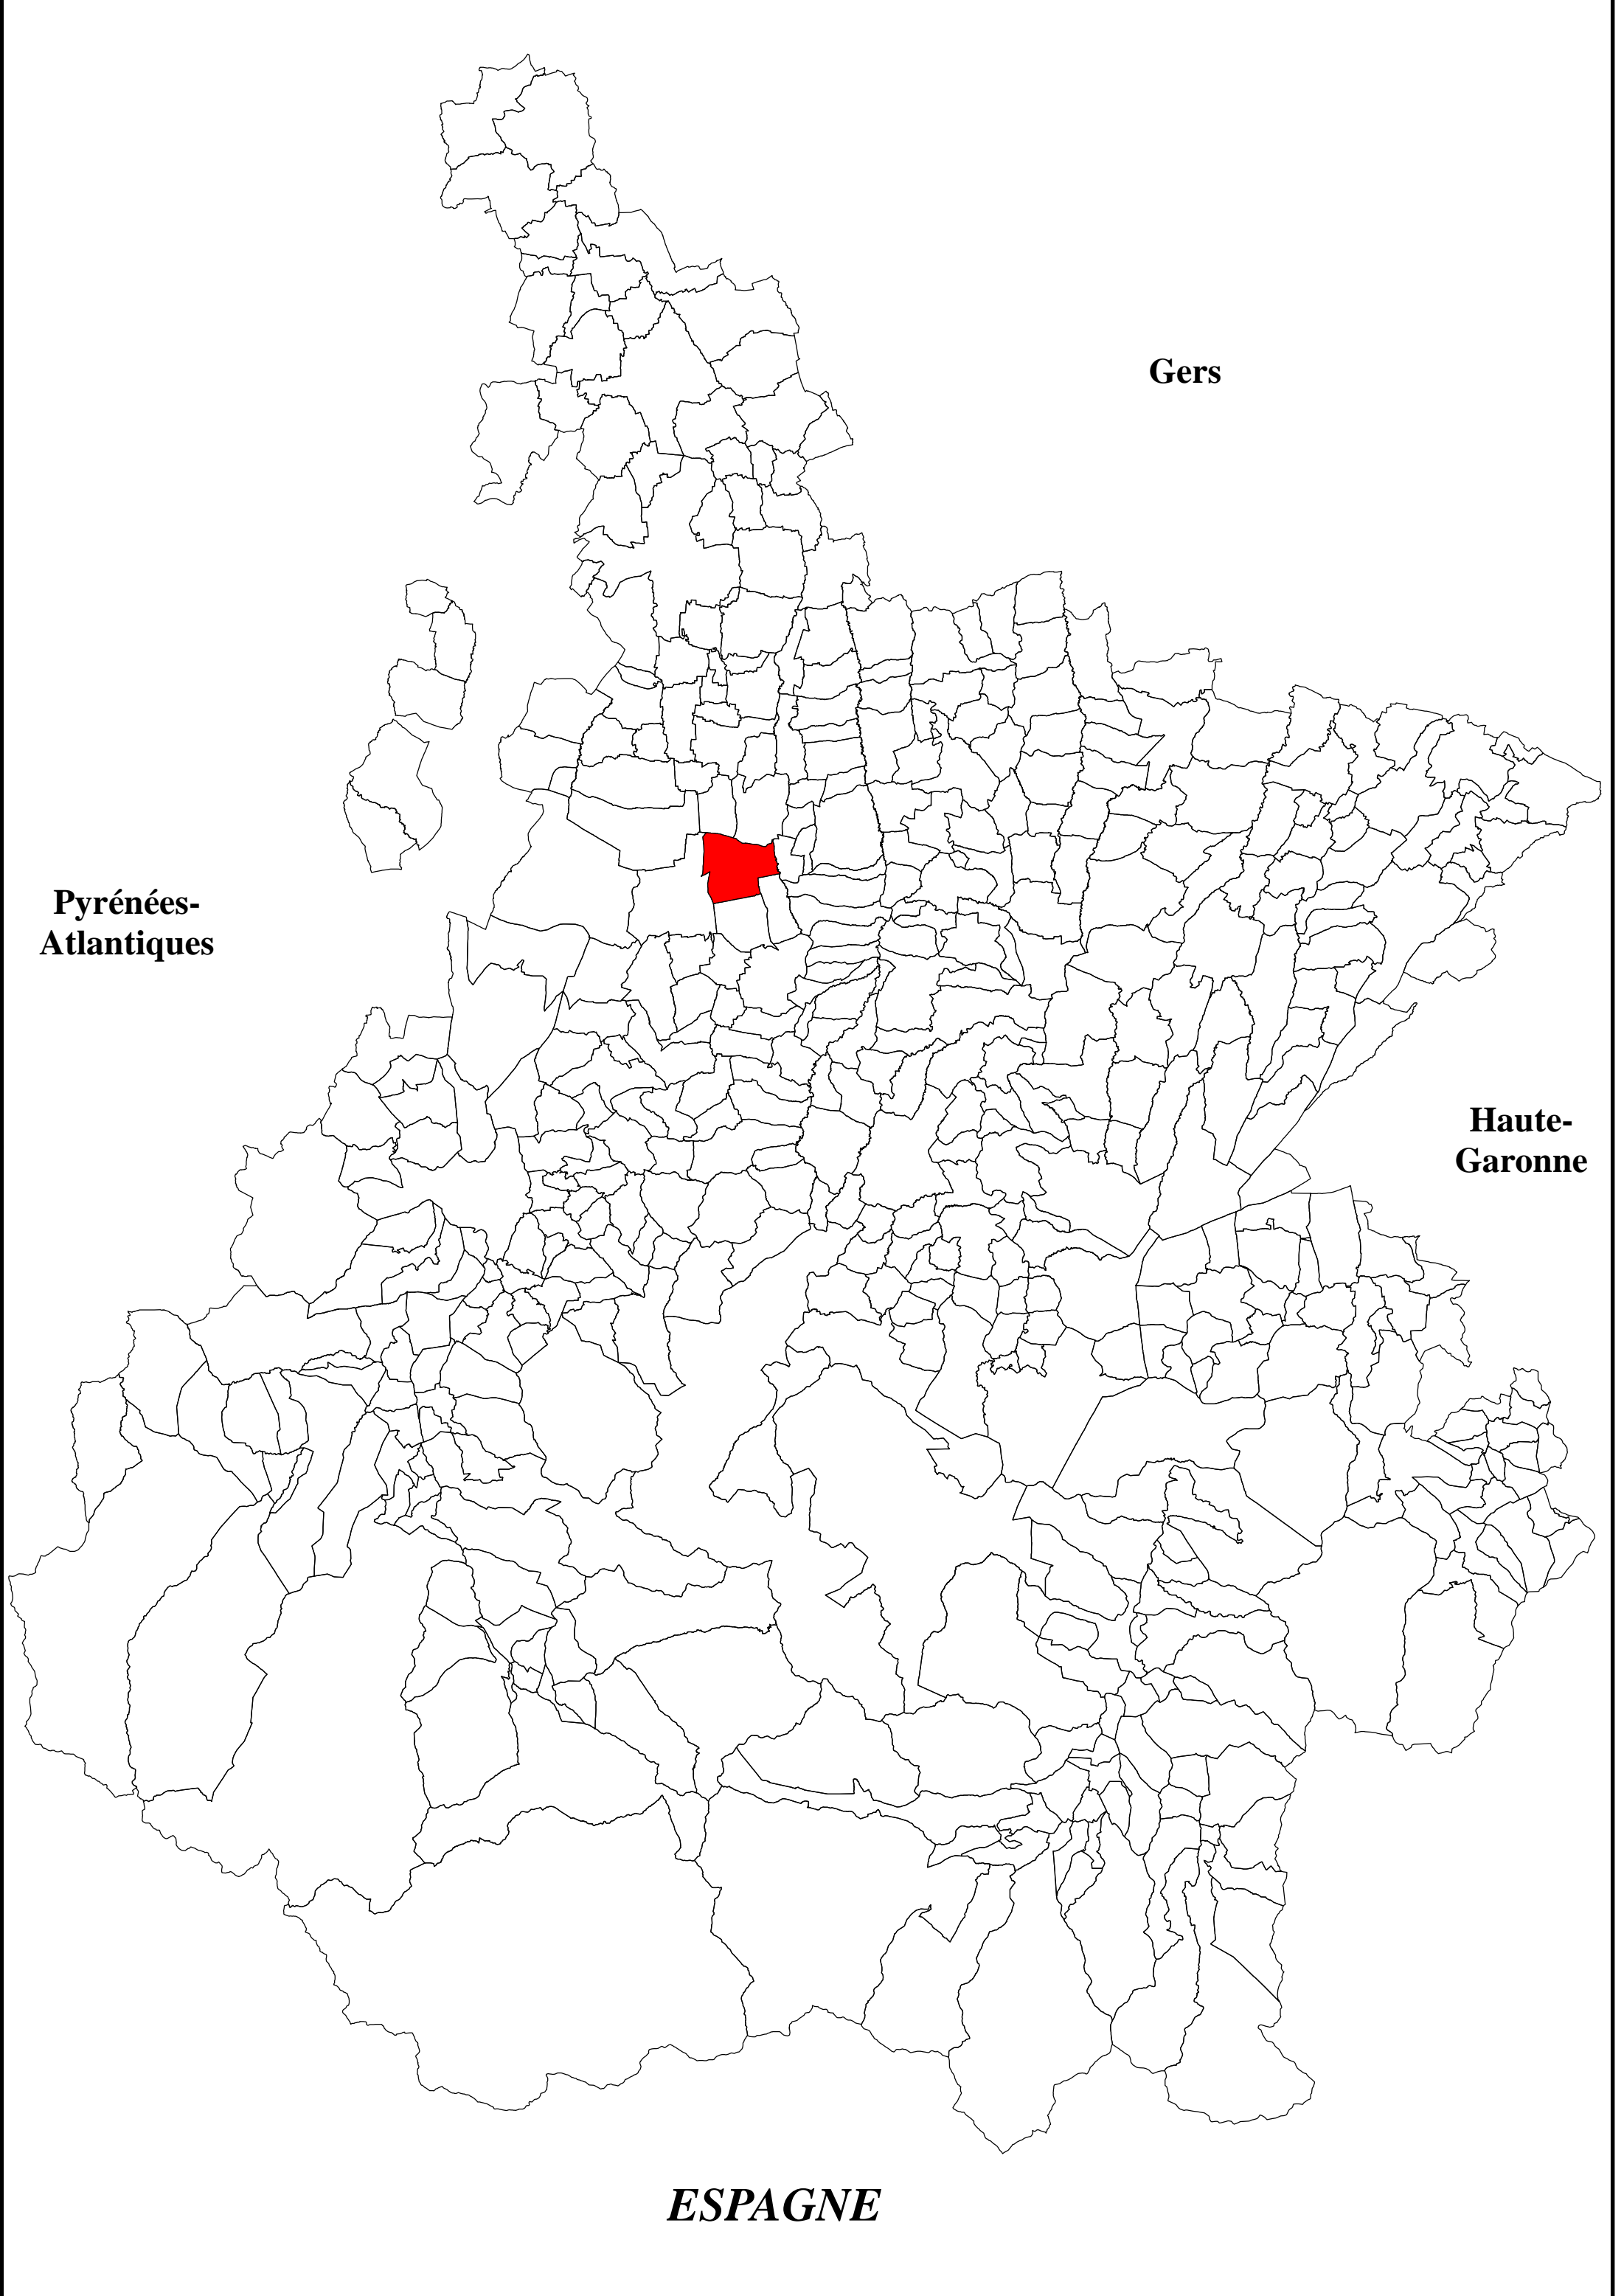 Gers
Pyrénées-
Atlantiques
Haute-
Garonne
ESPAGNE